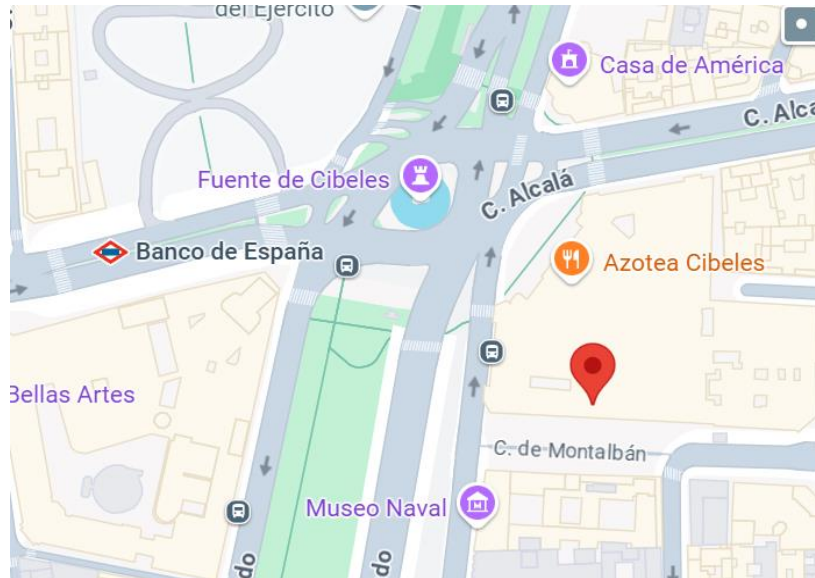 del Ejército
Casa de América
C. Alca
Fuente de Cibeles
C. Alcalá
Banco de España
Azotea Cibeles
Bellas Artes
C. de Montalbán
Museo Naval
do
do